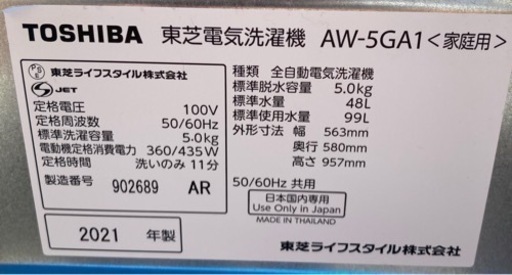 TOSHIBA 東芝電気洗濯機 AW-5GA1<家庭用>
PSE 東芝ライフスタイル株式会社
S JET
定格電圧 100V
定格周波数 50/60Hz
標準洗濯容量 5.0kg
電動機定格消費電力 360/435W
定格時間 洗いのみ 11分
製造番号 902689 AR
2021 年製
種類 全自動電気洗濯機
標準脱水容量 5.0kg
標準水量 48L
標準使用水量 99L
外形寸法 幅 563mm
奥行 580mm
高さ 957mm
50/60Hz 共用
日本国内専用
Use Only in Japan
MADE IN THAILAND
東芝ライフスタイル株式会社